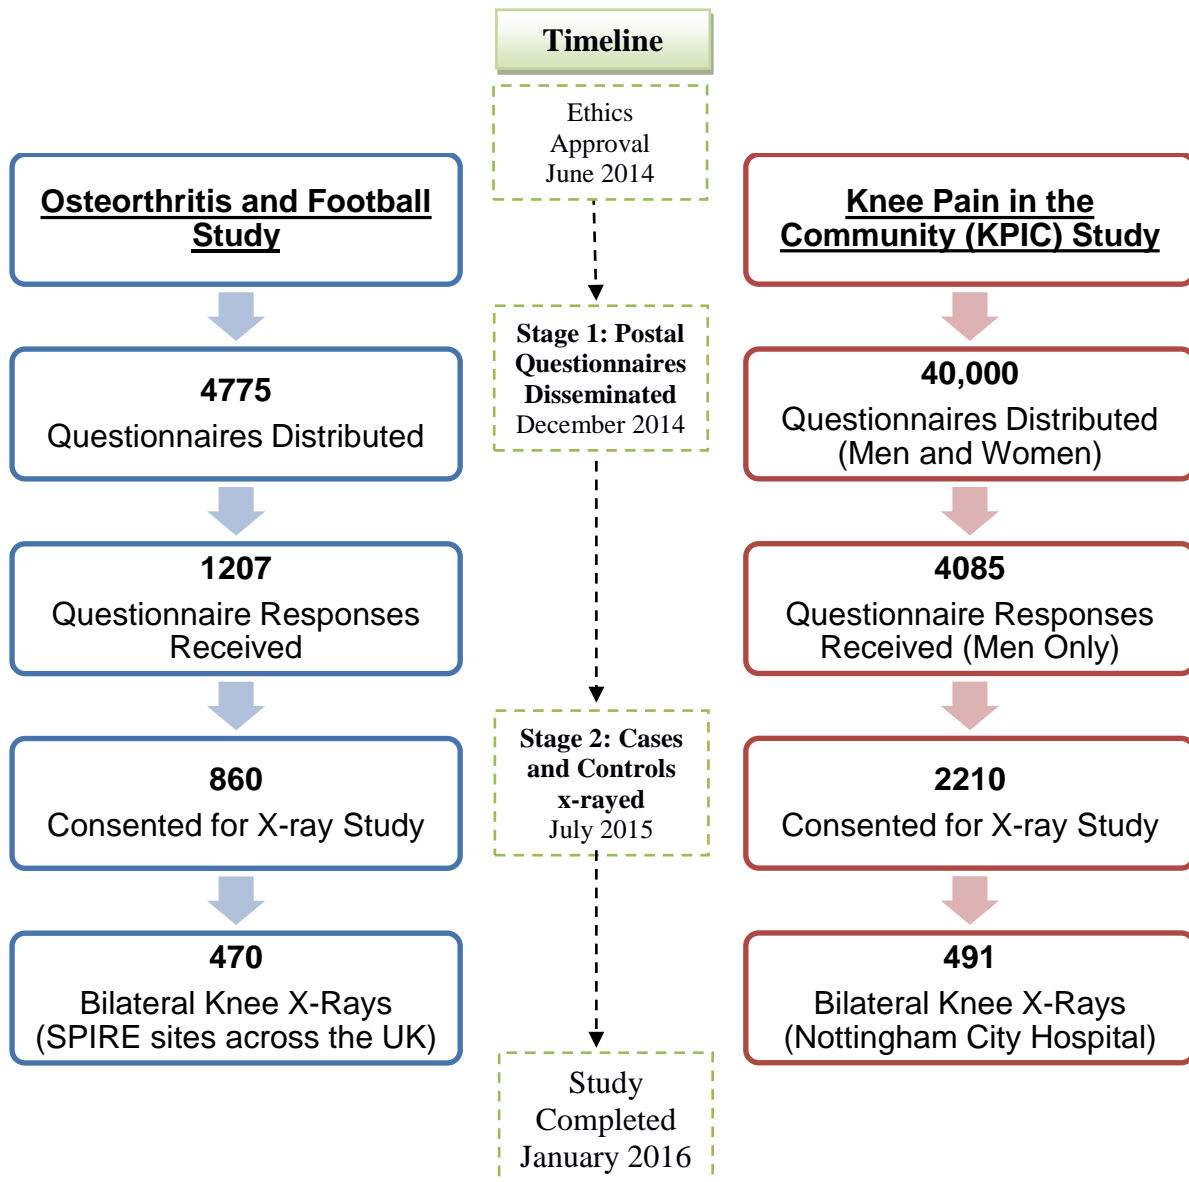 Timeline
Ethics
Approval
June 2014
Stage 1: Postal
Questionnaires
Disseminated
December 2014
Stage 2: Cases
and Controls
x-rayed
July 2015
Study
Completed
January 2016
Osteorthritis and Football
Study
4775
Questionnaires Distributed
1207
Questionnaire Responses
Received
860
Consented for X-ray Study
470
Bilateral Knee X-Rays
(SPIRE sites across the UK)
Knee Pain in the
Community (KPIC) Study
40,000
Questionnaires Distributed
(Men and Women)
4085
Questionnaire Responses
Received (Men Only)
2210
Consented for X-ray Study
491
Bilateral Knee X-Rays
(Nottingham City Hospital)